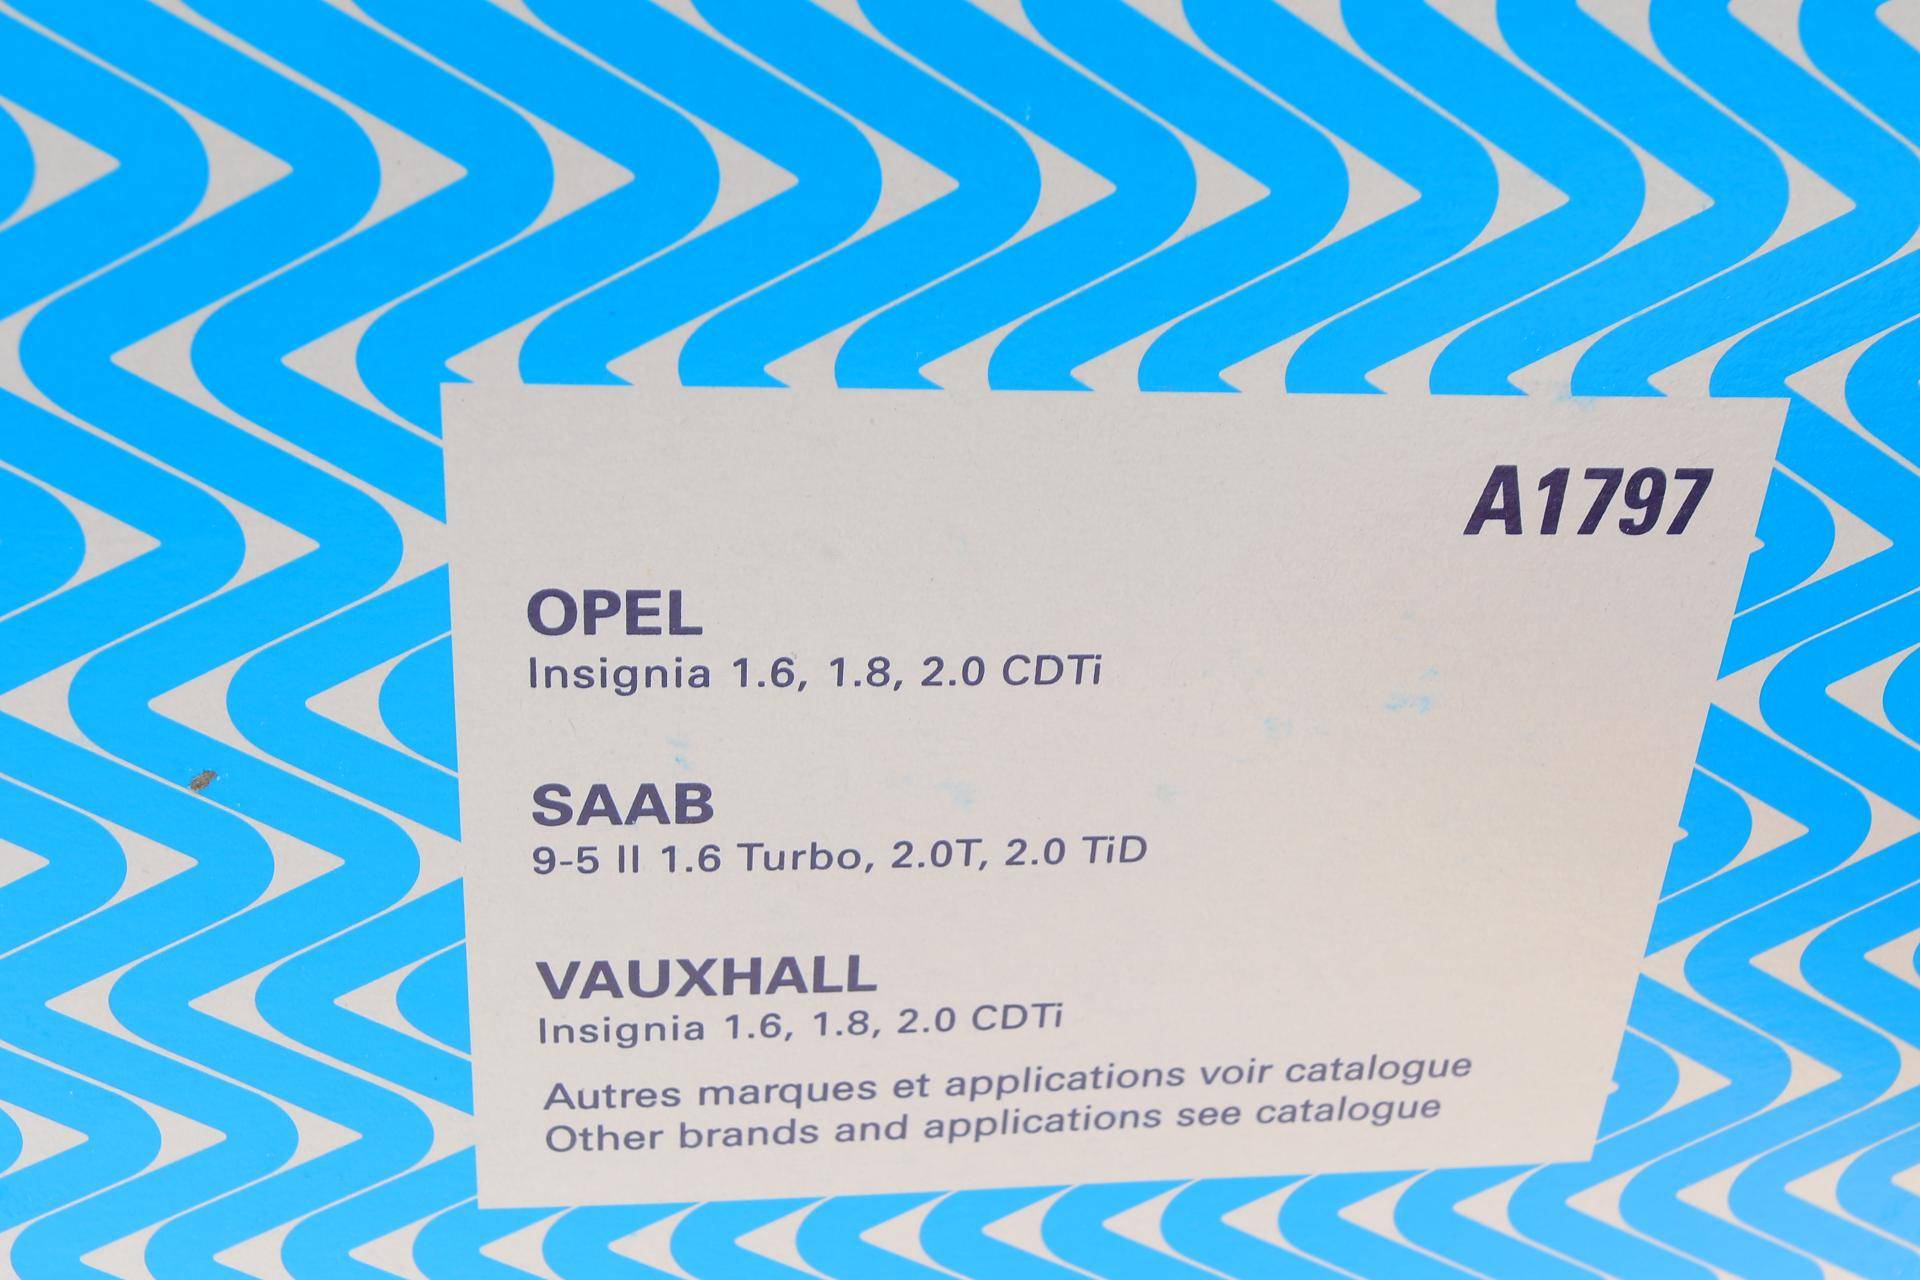 A1797
OPEL
Insignia 1.6, 1.8, 2.0 CDTi
SAAB
9-5 II 1.6 Turbo, 2.0T, 2.0 TiD
VAUXHALL
Insignia 1.6, 1.8, 2.0 CDTi
Autres marques et applications voir catalogue
Other brands and applications see catalogue